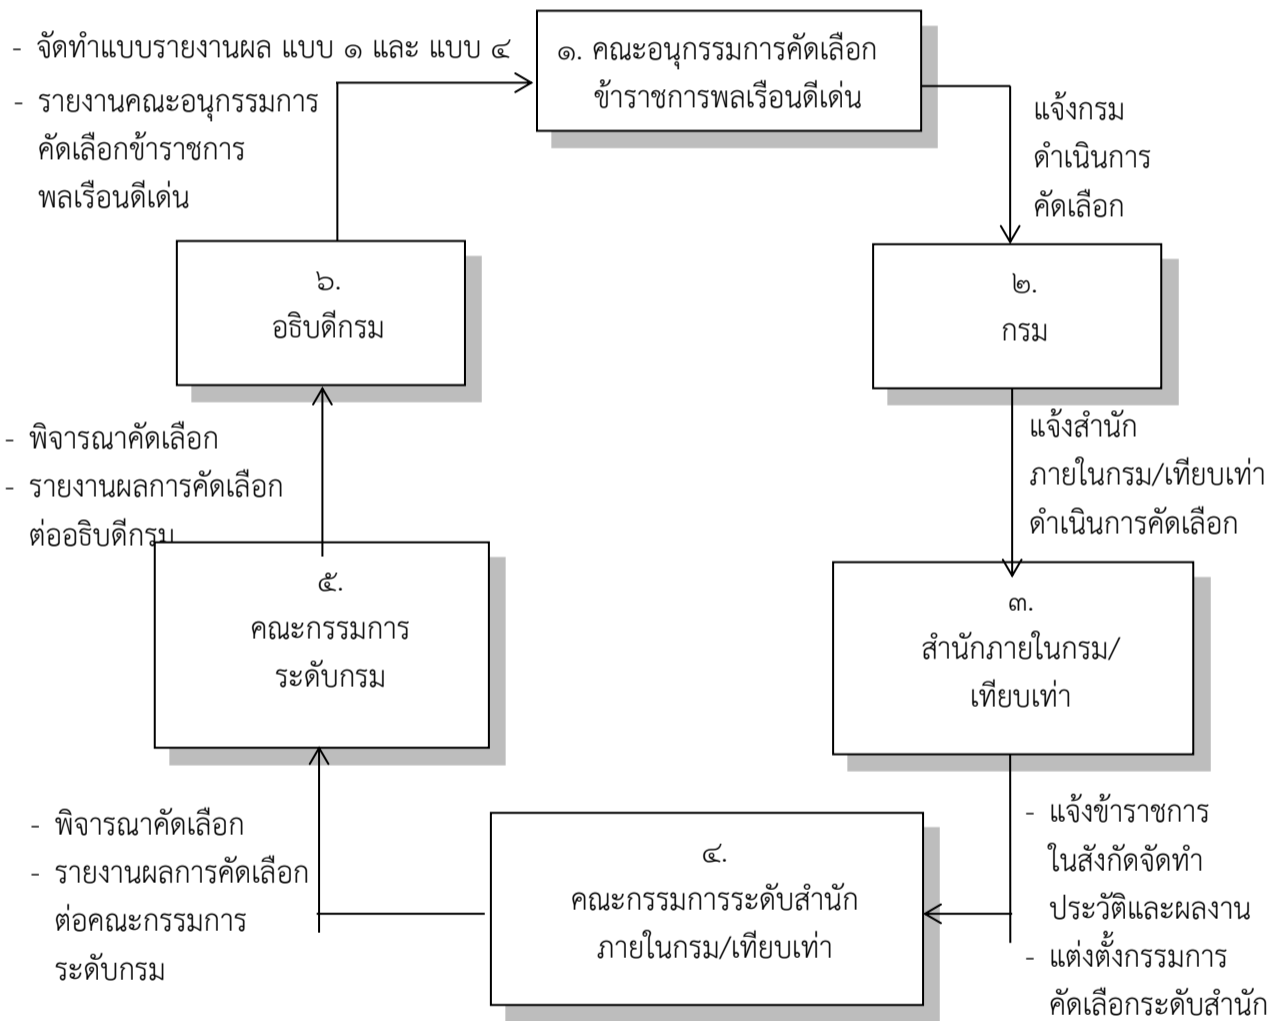 - จัดทำแบบรายงานผล แบบ ๑ และ แบบ ๔
- รายงานคณะอนุกรรมการ
คัดเลือกข้าราชการ
พลเรือนดีเด่น
๑. คณะอนุกรรมการคัดเลือก
ข้าราชการพลเรือนดีเด่น
แจ้งกรม
ดำเนินการ
คัดเลือก
๒.
กรม
แจ้งสำนัก
ภายในกรม/เทียบเท่า
ดำเนินการคัดเลือก
๓.
สำนักภายในกรม/
เทียบเท่า
- แจ้งข้าราชการ
ในสังกัดจัดทำ
ประวัติและผลงาน
- แต่งตั้งกรรมการ
คัดเลือกระดับสำนัก
๔.
คณะกรรมการระดับสำนัก
ภายในกรม/เทียบเท่า
- พิจารณาคัดเลือก
- รายงานผลการคัดเลือก
ต่อคณะกรรมการ
ระดับกรม
๕.
คณะกรรมการ
ระดับกรม
- พิจารณาคัดเลือก
- รายงานผลการคัดเลือก
ต่ออธิบดีกรม
๖.
อธิบดีกรม